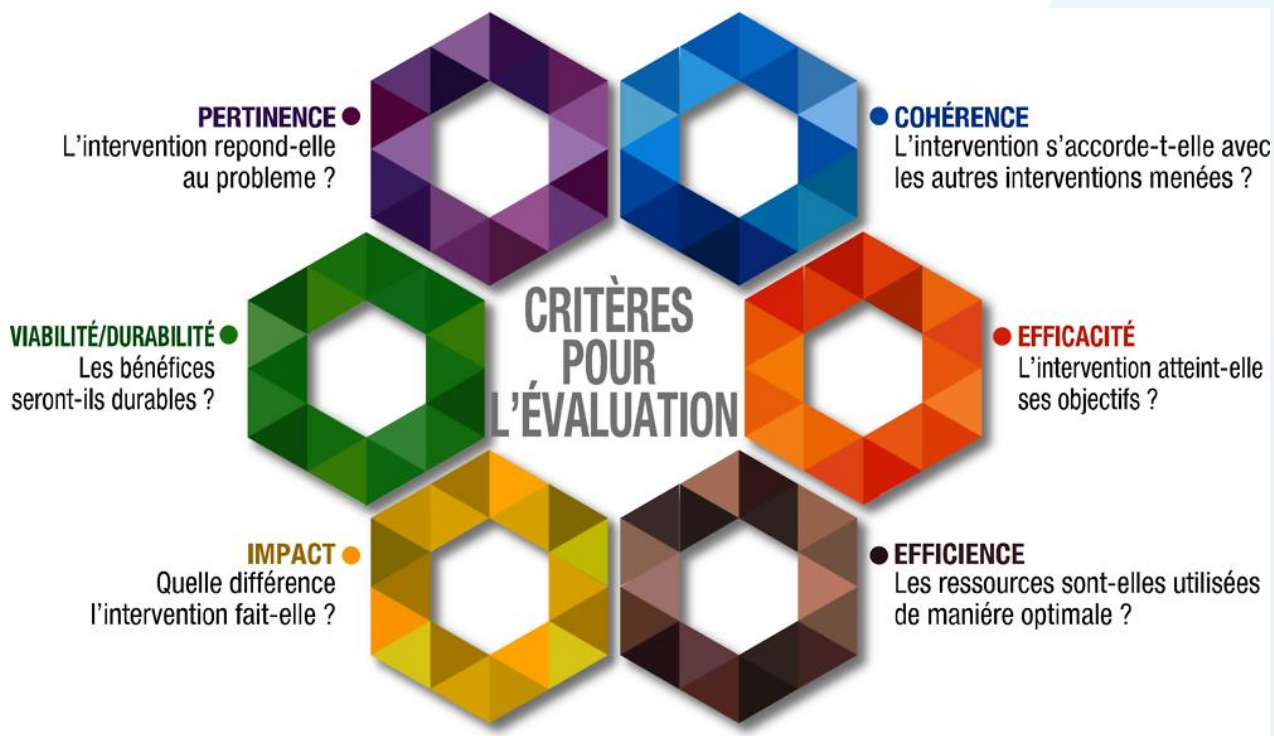 PERTINENCE
L'intervention repond-elle
au probleme ?
COHÉRENCE
L'intervention s'accorde-t-elle avec
les autres interventions menées ?
CRITÈRES
POUR
L'ÉVALUATION
VIABILITÉ/DURABILITÉ
Les bénéfices
seront-ils durables ?
EFFICACITÉ
L'intervention atteint-elle
ses objectifs ?
IMPACT
Quelle différence
l'intervention fait-elle ?
EFFICIENCE
Les ressources sont-elles utilisées
de maniére optimale ?